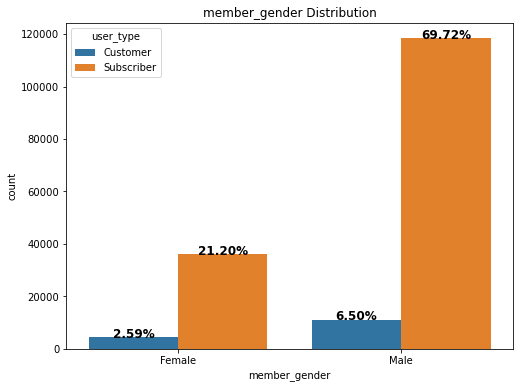 member_gender Distribution
user_type
Customer
Subscriber
120000
100000
80000
60000
40000
20000
0
count
2.59%
21.20%
6.50%
69.72%
Female
Male
member_gender